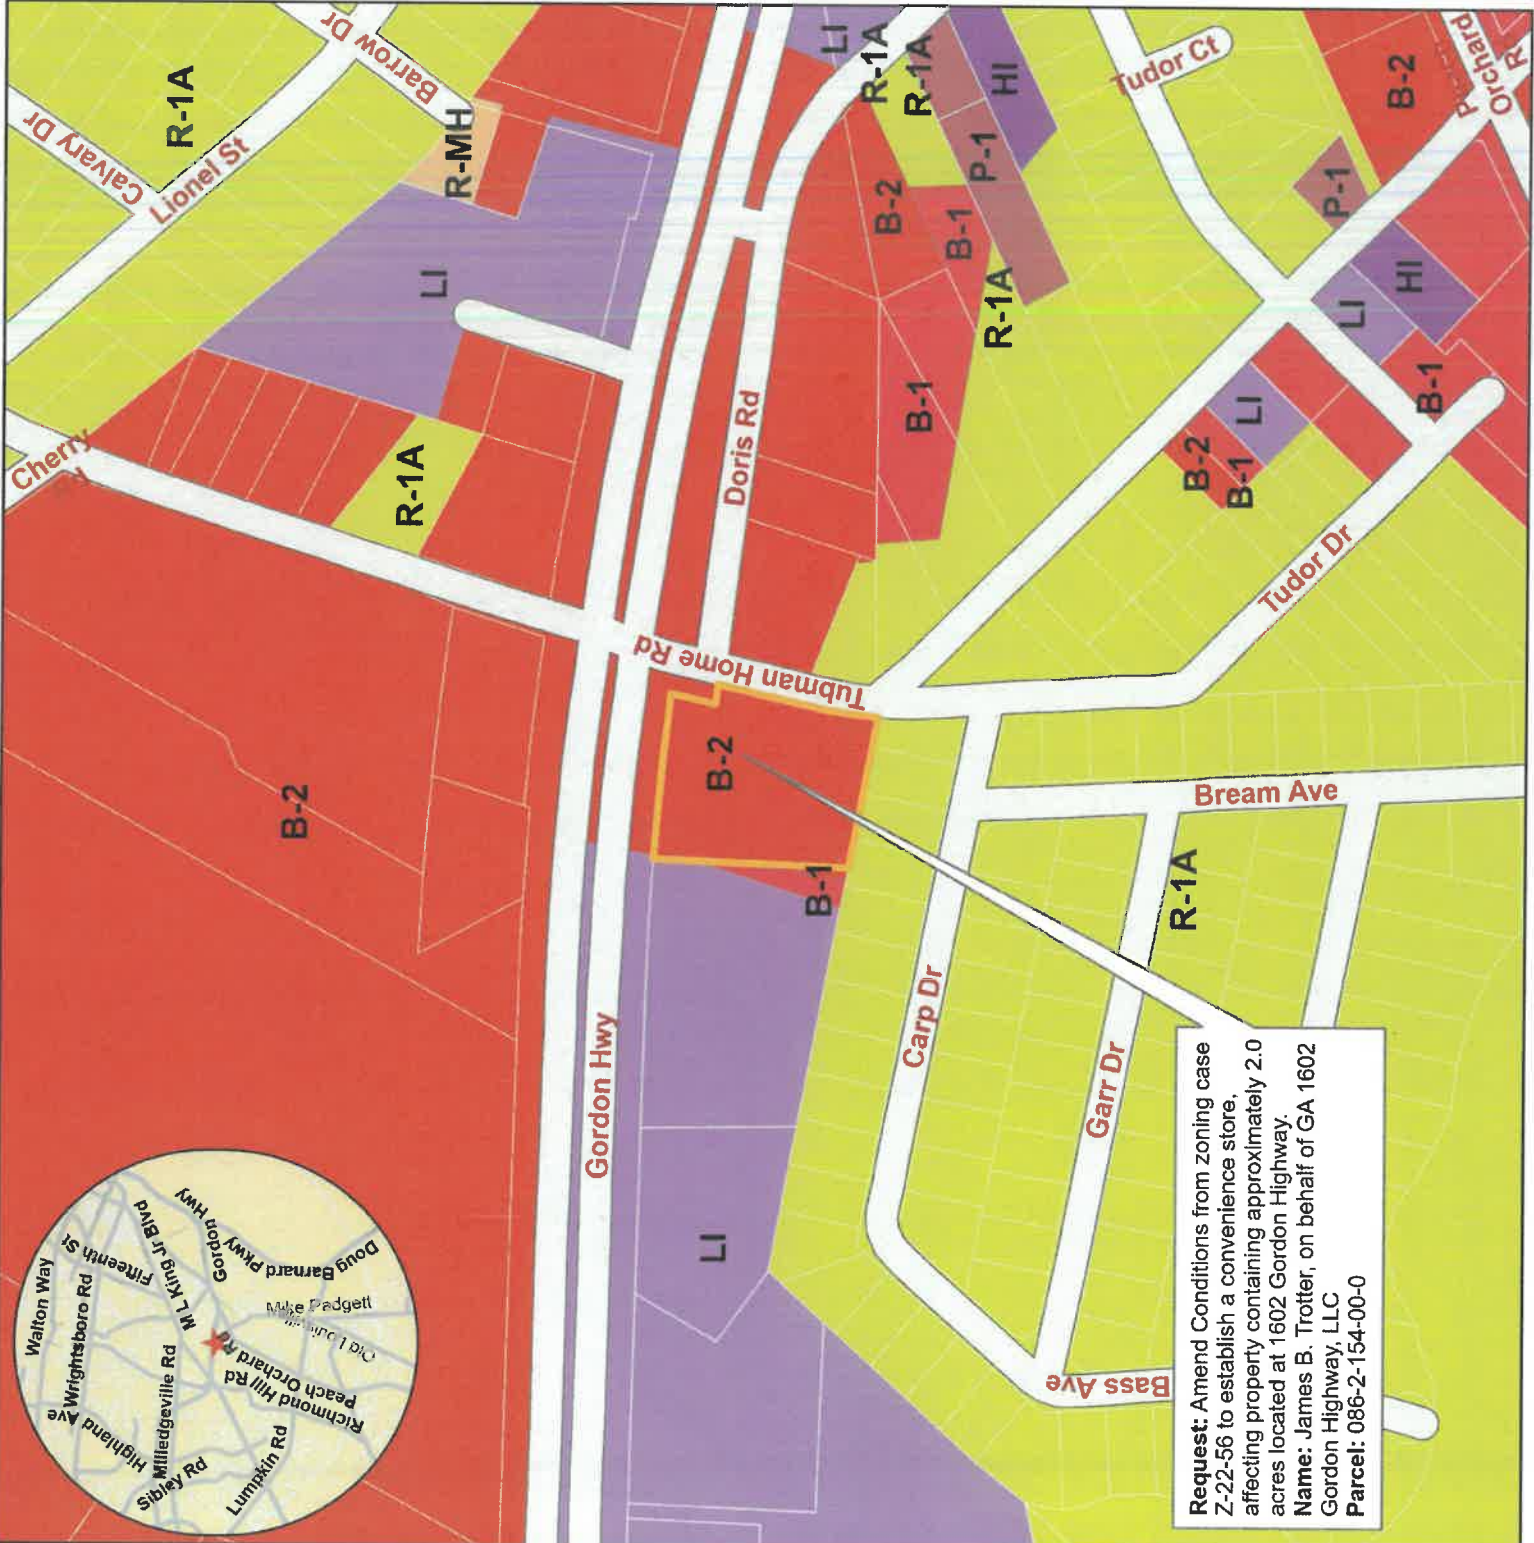 Walton Way
Wrightsboro Rd
Fifteenth St
Highland Ave
M L King Jr Blvd
Milledgeville Rd
Gordon Hwy
Doug Barnard Pkwy
Sibley Rd
Lumpkin Rd
Richmond Hill Rd
Peach Orchard Rd
Mike Padgett
Old Louisville
Request: Amend Conditions from zoning case
Z-22-56 to establish a convenience store,
affecting property containing approximately 2.0
acres located at 1602 Gordon Highway.
Name: James B. Trotter, on behalf of GA 1602
Gordon Highway, LLC
Parcel: 086-2-154-00-0
B-2
Cherry
Calvary Dr
Lionel St
Barrow Dr
R-1A
R-MH
LI
R-1A
Gordon Hwy
LI
B-1
B-2
Tubman Home Rd
Doris Rd
B-2
B-1
B-1
LI
R-1A
R-1A
P-1
HI
R-1A
Tudor Ct
B-2
Orchard
P-1
HI
LI
B-1
LI
B-2
B-1
Tudor Dr
Bream Ave
Carp Dr
Garr Dr
R-1A
Bass Ave